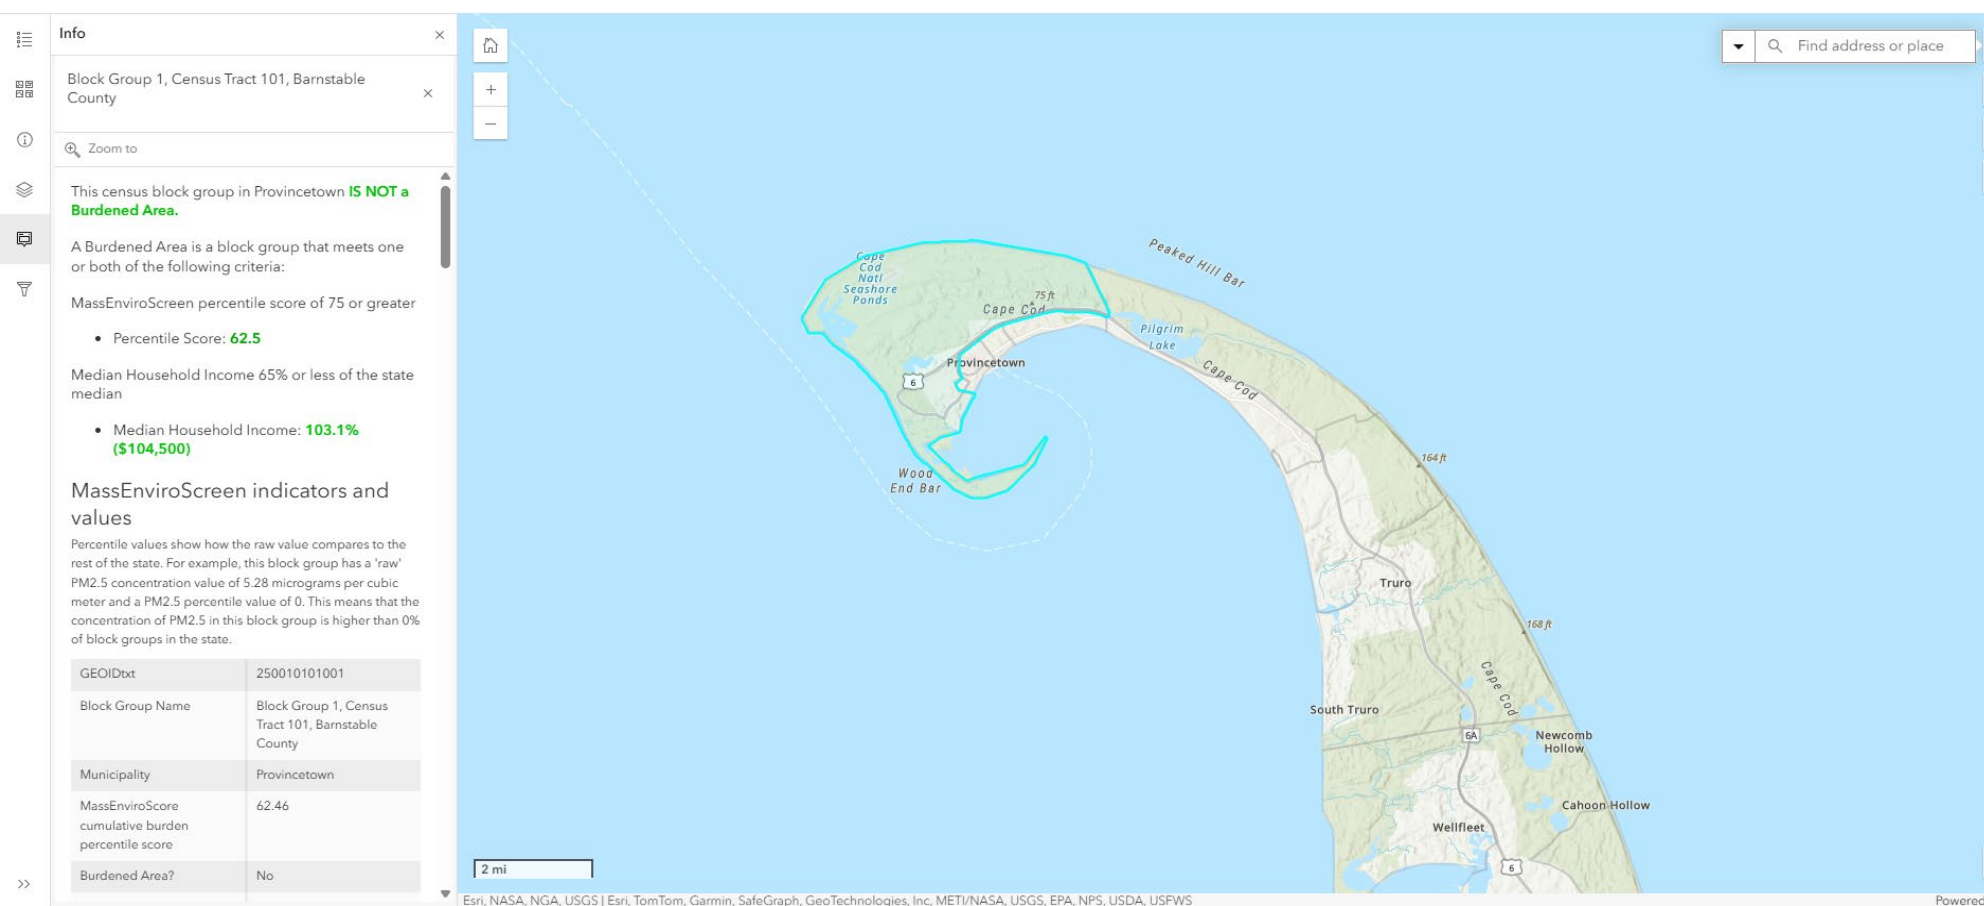 Info
Block Group 1, Census Tract 101, Barnstable
County
Zoom to
This census block group in Provincetown IS NOT a
Burdened Area.
A Burdened Area is a block group that meets one
or both of the following criteria:
MassEnviroScreen percentile score of 75 or greater
• Percentile Score: 62.5
Median Household Income 65% or less of the state
median
• Median Household Income: 103.1%
($104,500)
MassEnviroScreen indicators and
values
Percentile values show how the raw value compares to the
rest of the state. For example, this block group has a 'raw'
PM2.5 concentration value of 5.28 micrograms per cubic
meter and a PM2.5 percentile value of 0. This means that the
concentration of PM2.5 in this block group is higher than 0%
of block groups in the state.
GEOIDtxt 250010101001
Block Group Name Block Group 1, Census
Tract 101, Barnstable
County
Municipality Provincetown
MassEnviroScore 62.46
cumulative burden
percentile score
Burdened Area? No
Find address or place
Peaked Hill Bar
Cape
Cod
Natl
Seashore
Ponds
75 ft
Cape Cod
Pilgrim
Lake
Provincetown
6
Cape Cod
Wood
End Bar
164 ft
Truro
168 ft
Cape Cod
South Truro
6A
Newcomb
Hollow
Cahoon Hollow
Wellfleet
6
2 mi
Esri, NASA, NGA, USGS | Esri, TomTom, Garmin, SafeGraph, GeoTechnologies, Inc, METI/NASA, USGS, EPA, NPS, USDA, USFWS
Powered